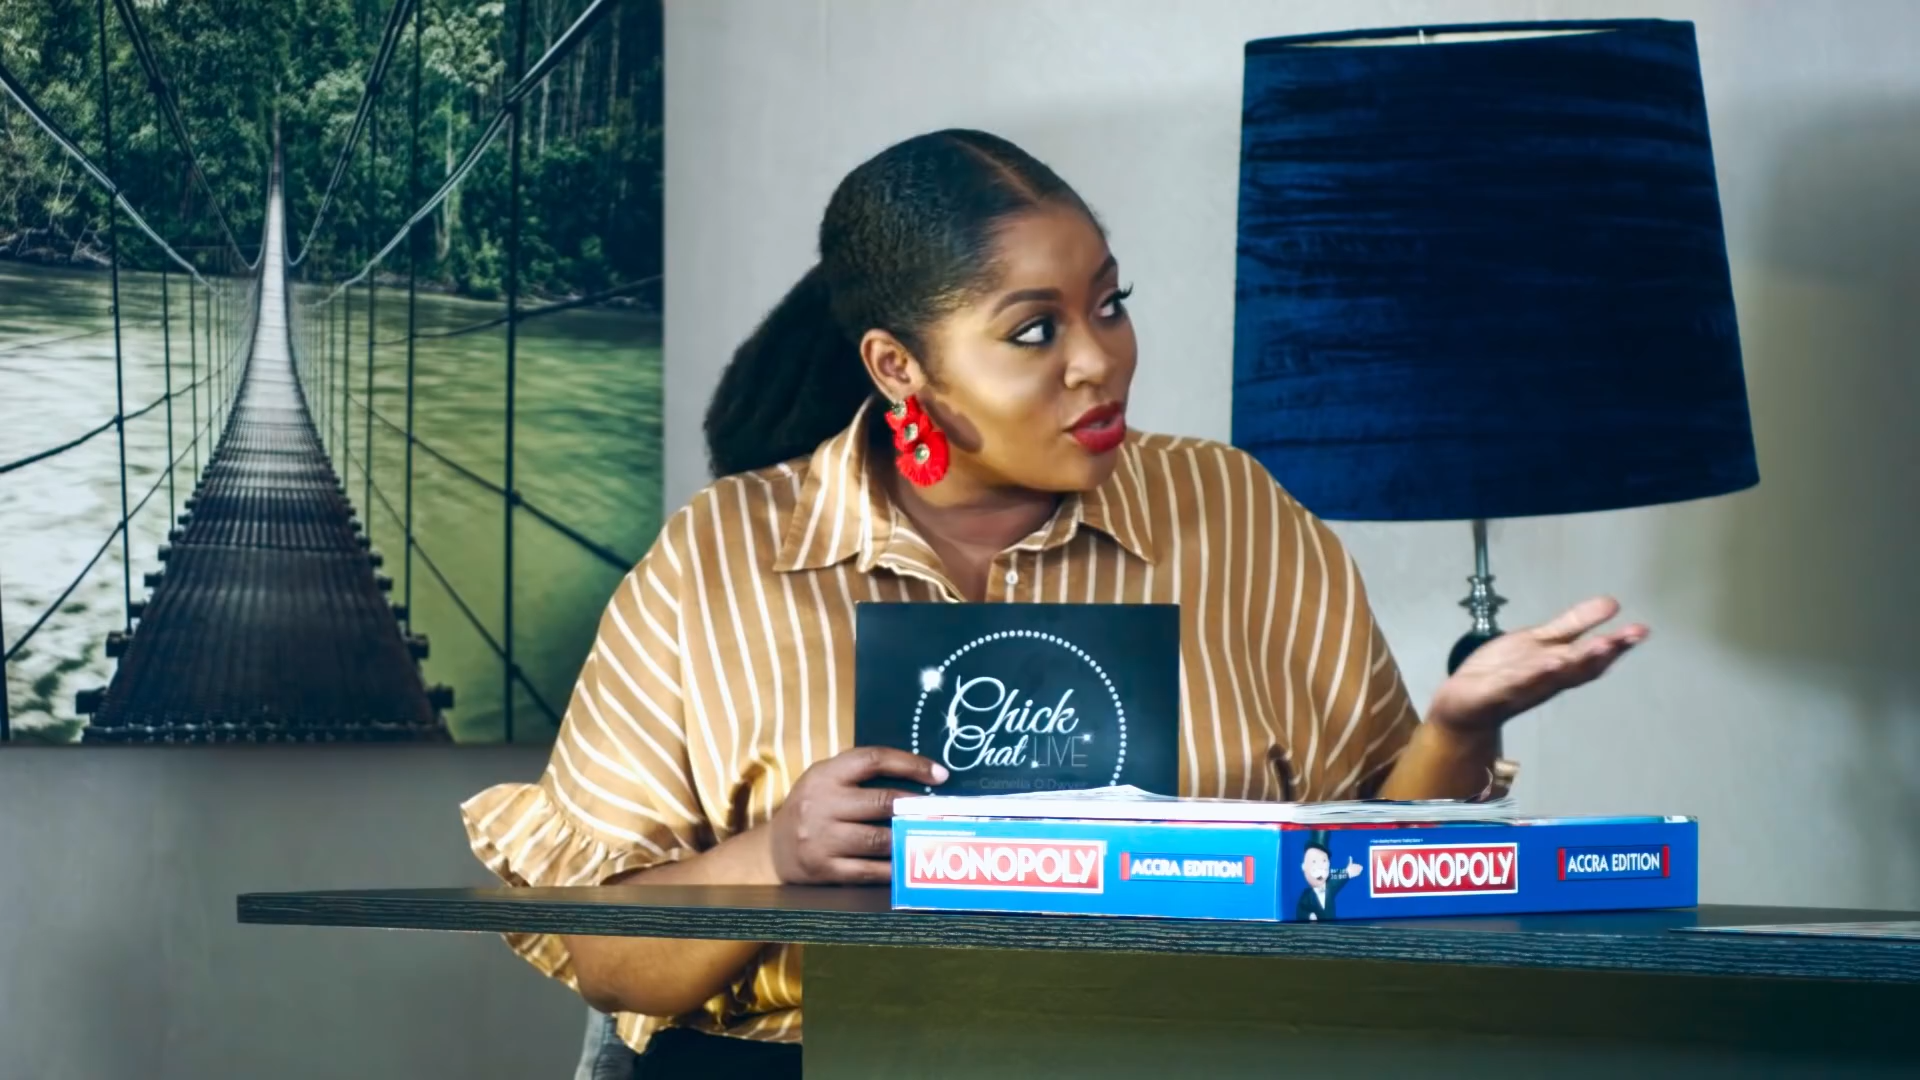 Chick
Chat LIVE
MONOPOLY
ACCRA EDITION
MONOPOLY
ACCRA EDITION